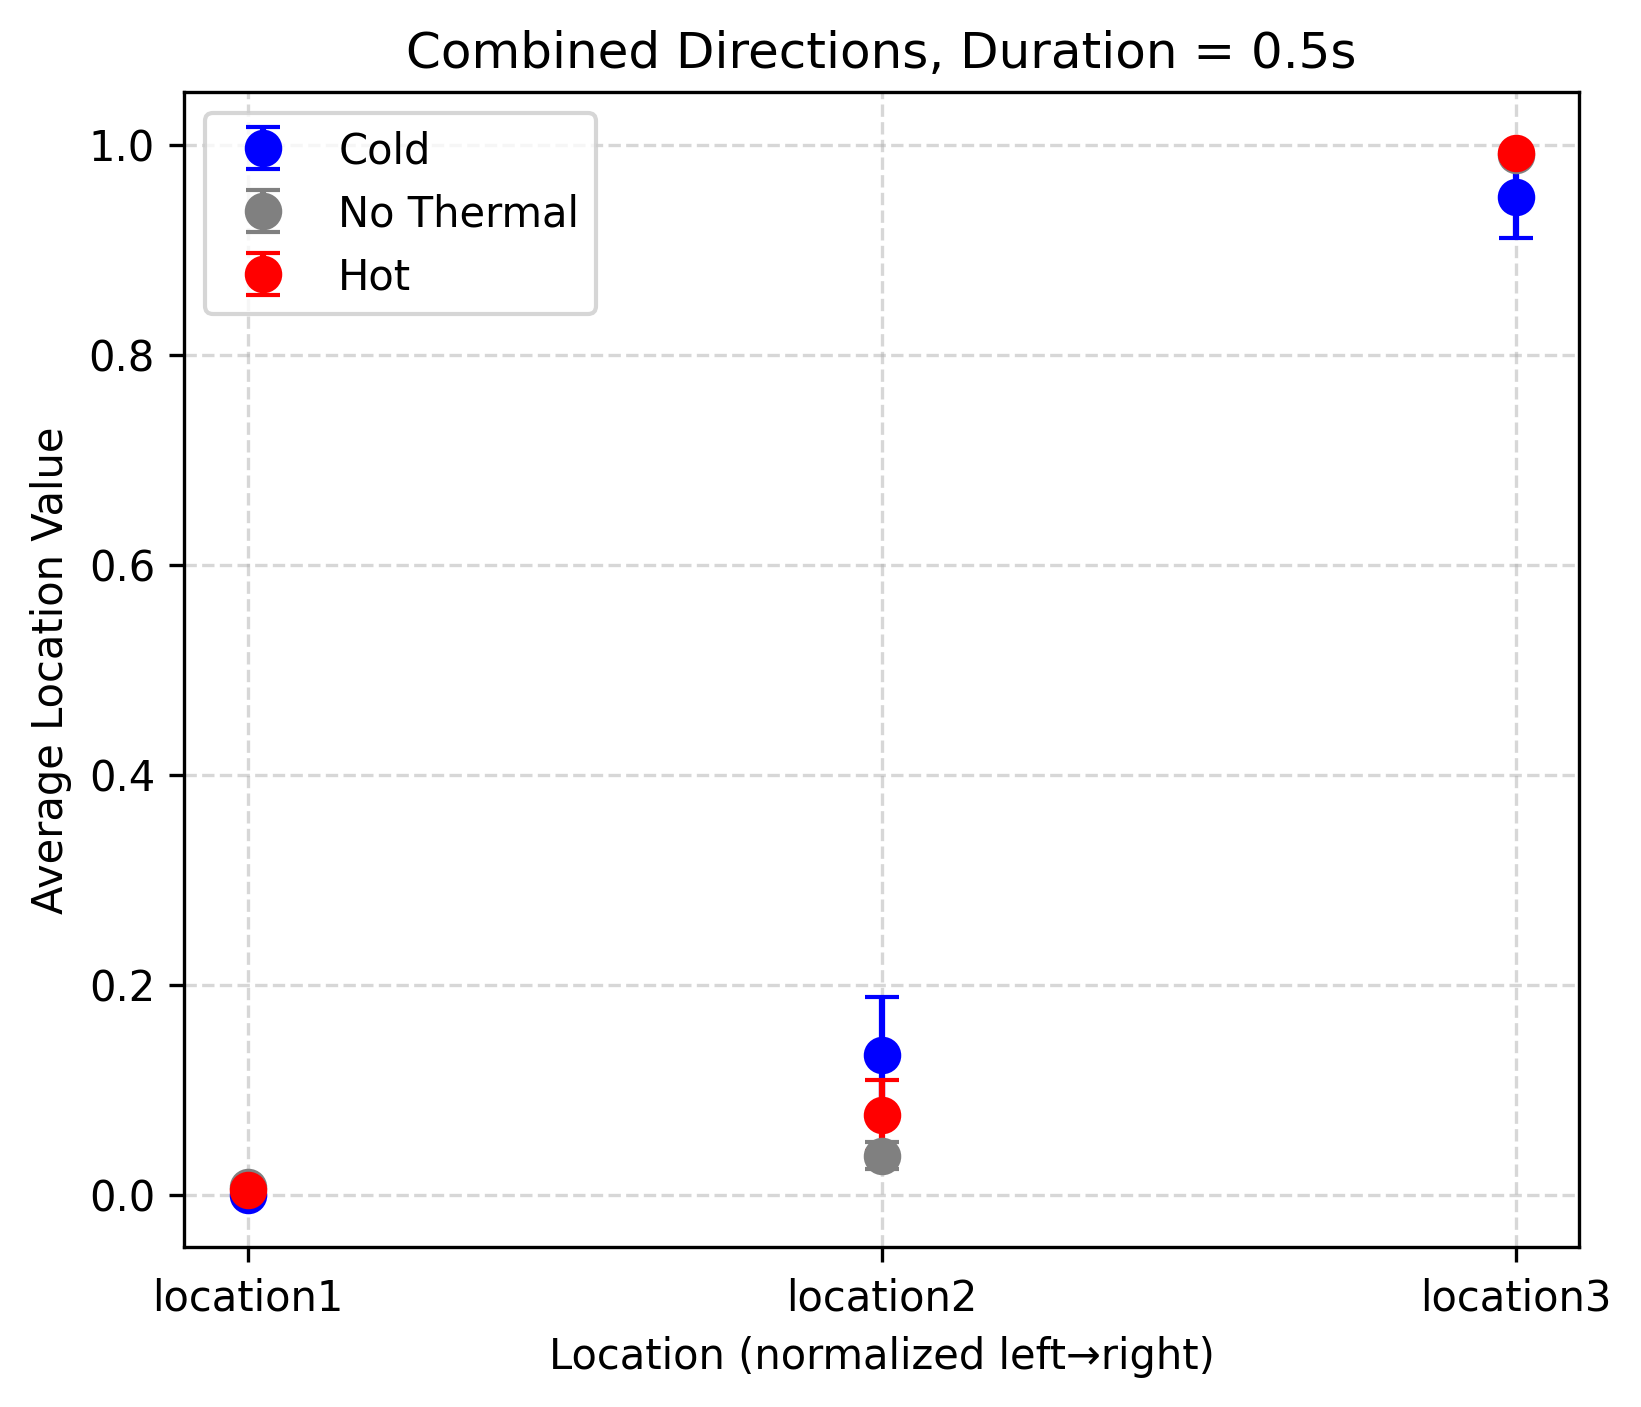 Combined Directions, Duration = 0.5s
Cold
No Thermal
Hot
1.0
0.8
0.6
0.4
0.2
0.0
Average Location Value
location1
location2
location3
Location (normalized left→right)